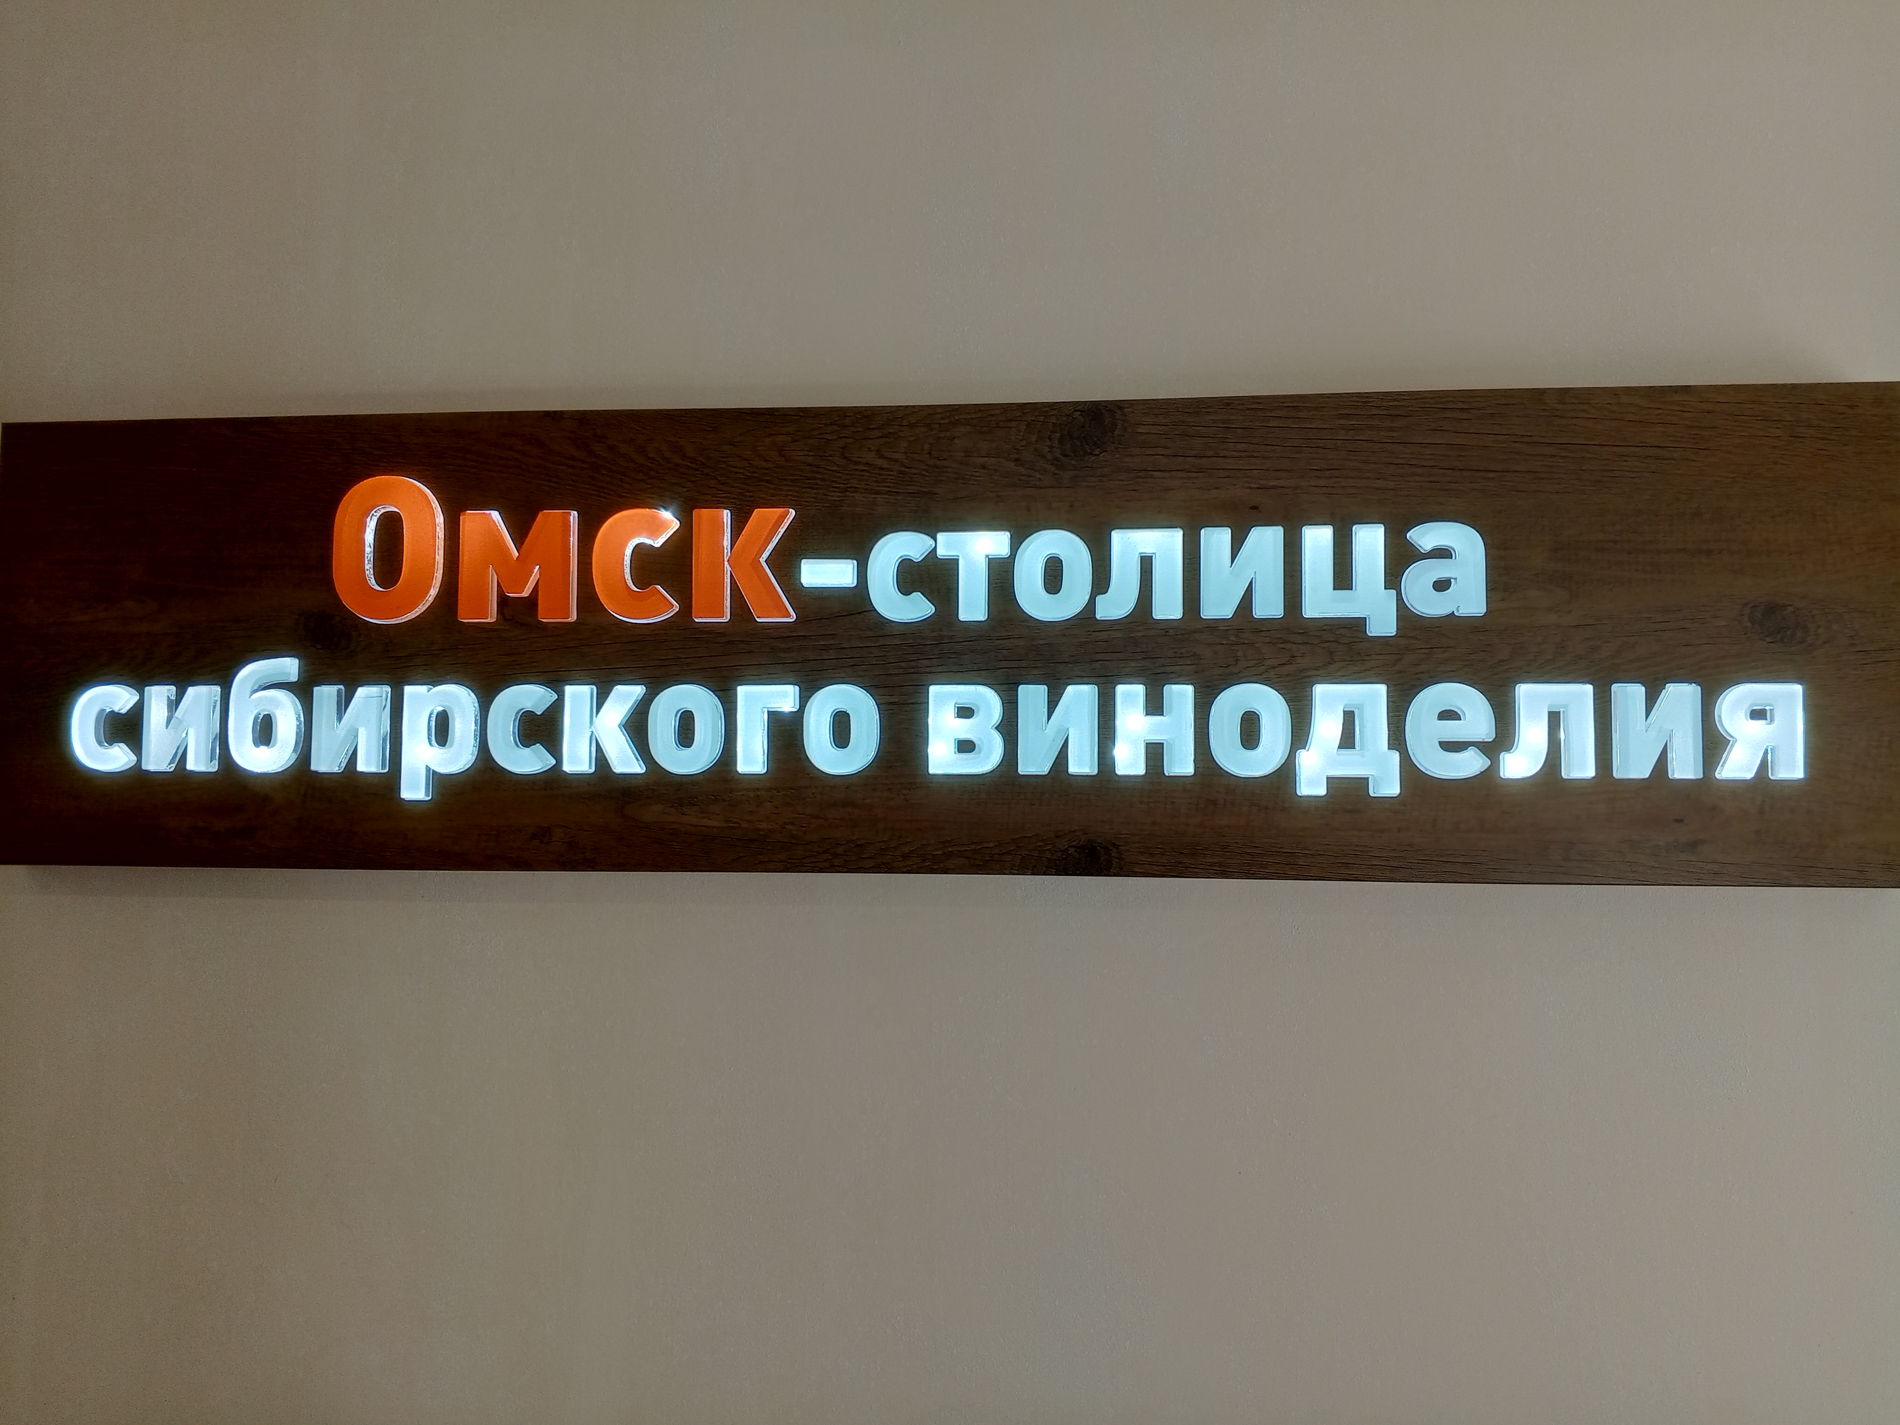 Омск-столица
сибирского виноделия